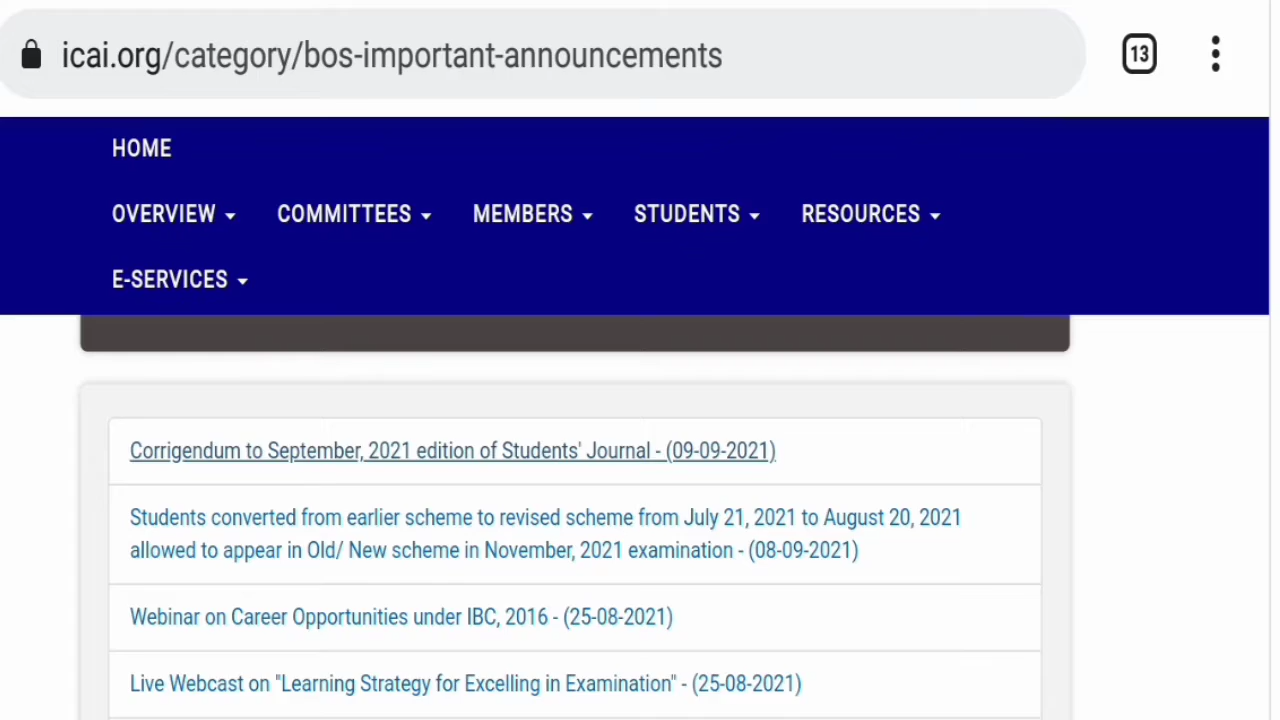 icai.org/category/bos-important-announcements
13
HOME
OVERVIEW
COMMITTEES
MEMBERS
STUDENTS
RESOURCES
E-SERVICES
Corrigendum to September, 2021 edition of Students' Journal - (09-09-2021)
Students converted from earlier scheme to revised scheme from July 21, 2021 to August 20, 2021
allowed to appear in Old/ New scheme in November, 2021 examination - (08-09-2021)
Webinar on Career Opportunities under IBC, 2016 - (25-08-2021)
Live Webcast on "Learning Strategy for Excelling in Examination" - (25-08-2021)